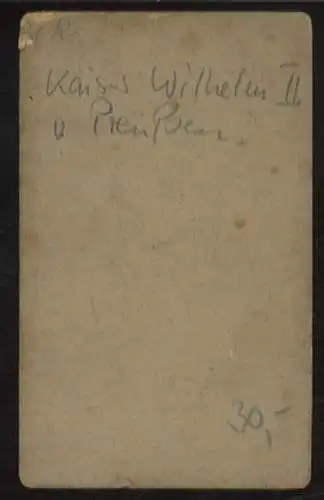 Kaiser Wilhelm II
v Preußen.
30,-